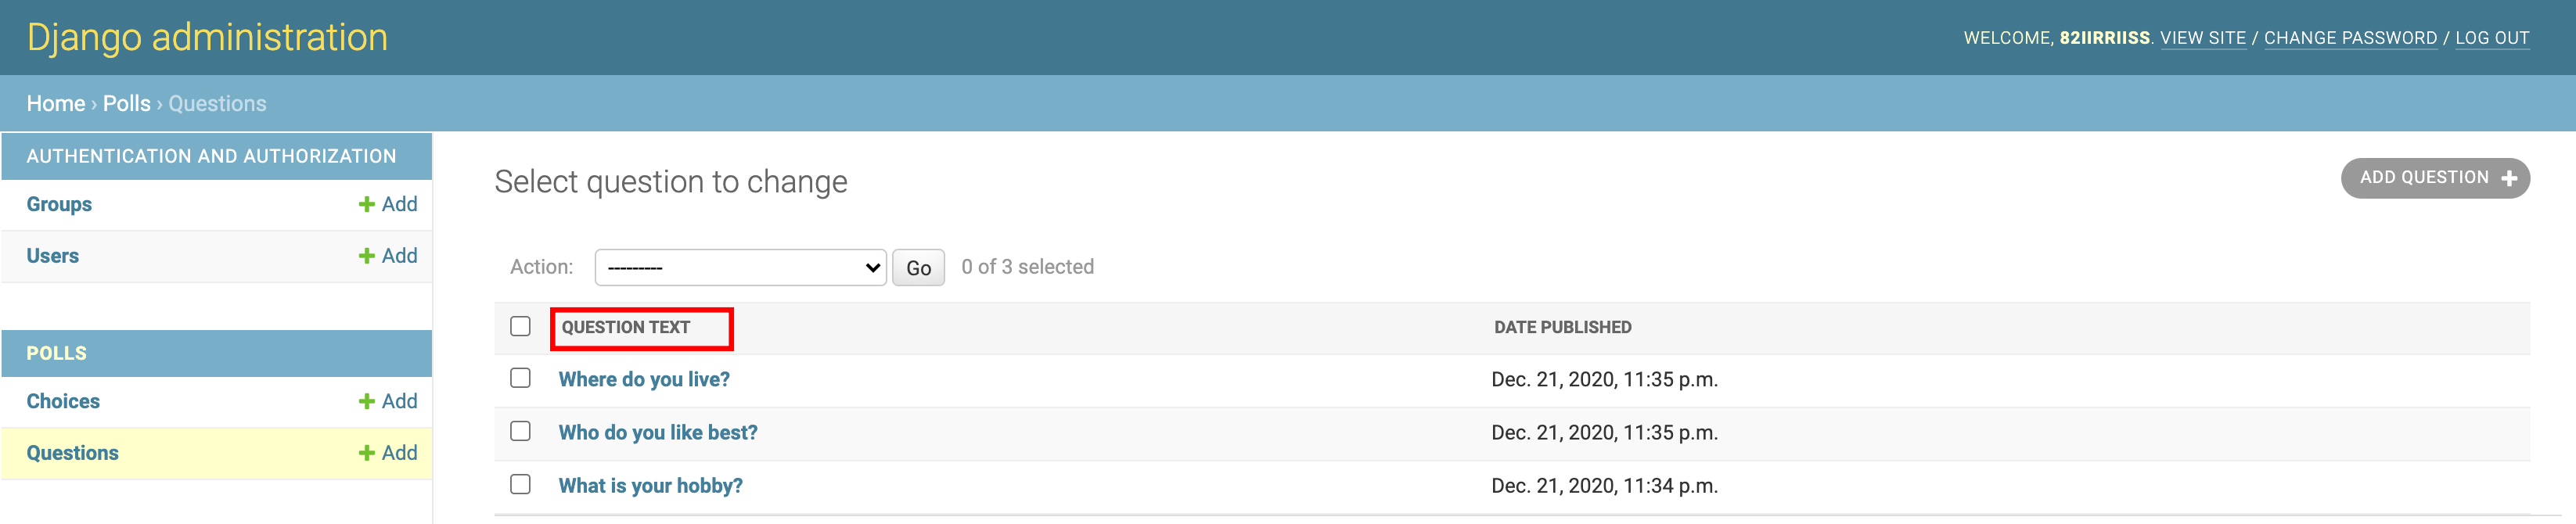 Django administration
WELCOME, 82IIRRIISS. VIEW SITE / CHANGE PASSWORD / LOG OUT
Home › Polls › Questions
AUTHENTICATION AND AUTHORIZATION
Groups + Add
Users + Add
POLLS
Choices + Add
Questions + Add
Select question to change
ADD QUESTION +
Action: --------- Go 0 of 3 selected
QUESTION TEXT DATE PUBLISHED
Where do you live? Dec. 21, 2020, 11:35 p.m.
Who do you like best? Dec. 21, 2020, 11:35 p.m.
What is your hobby? Dec. 21, 2020, 11:34 p.m.